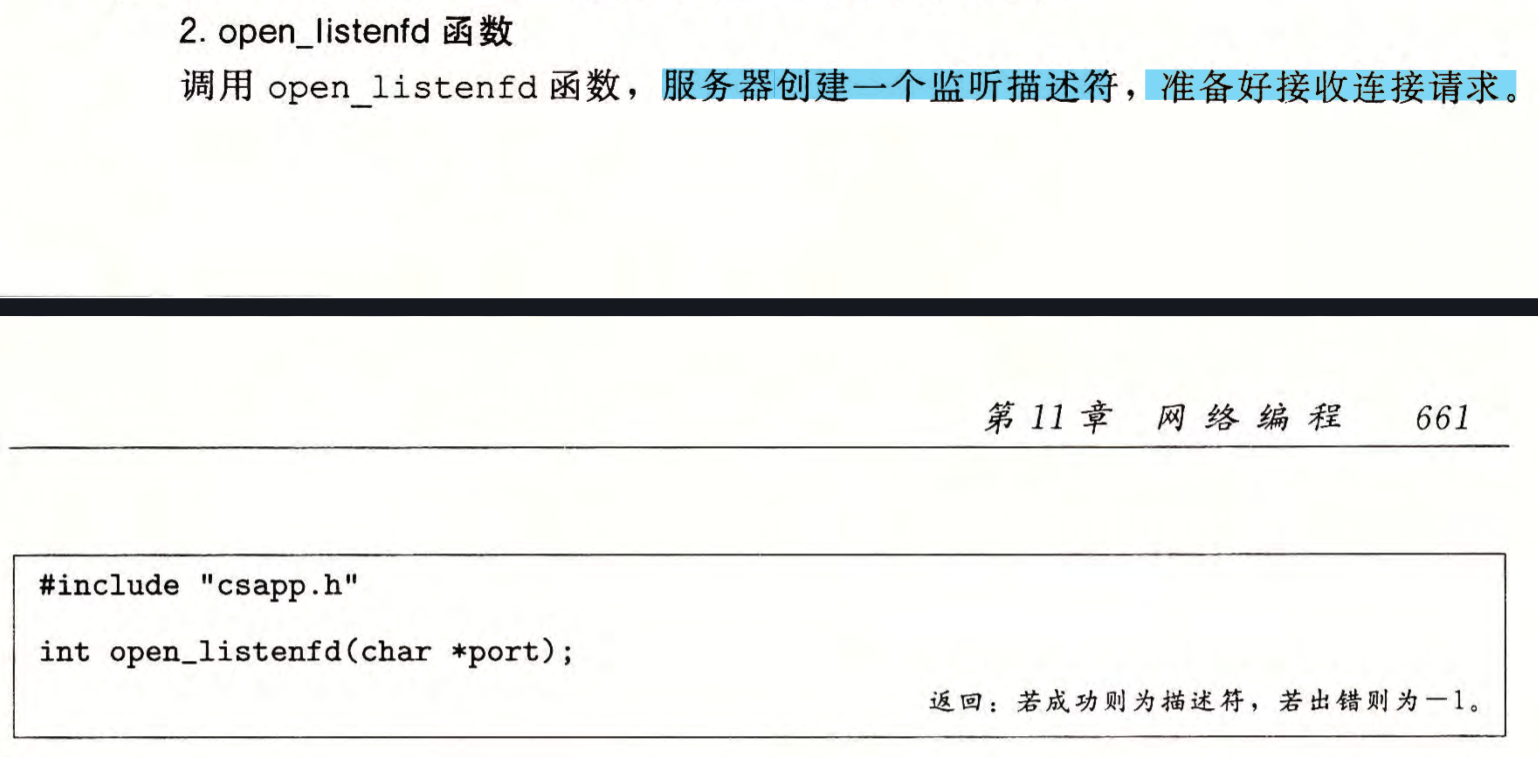 2. open_listenfd 函数
调用 open_listenfd 函数，服务器创建一个监听描述符，准备好接收连接请求。
第 11 章 网络编程 661
#include "csapp.h"
int open_listenfd(char *port);
返回：若成功则为描述符，若出错则为－1。